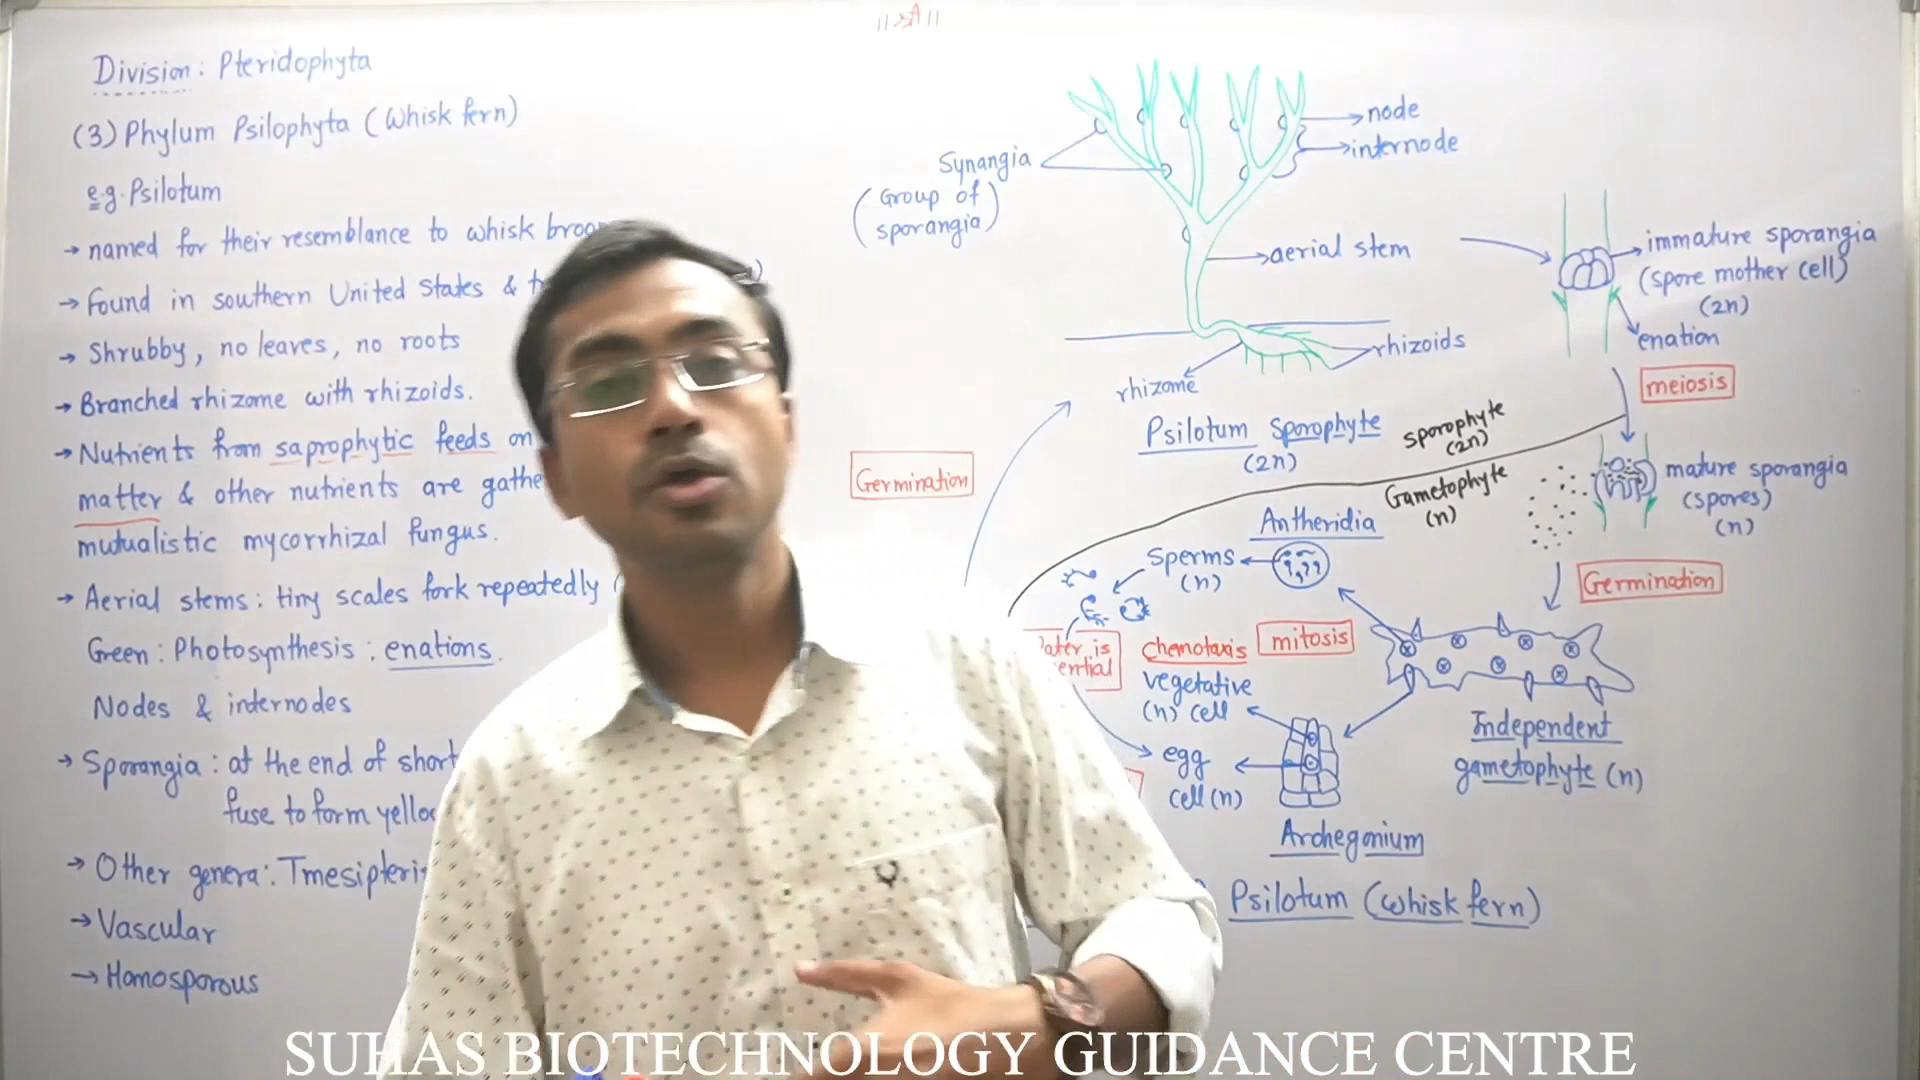 ॥ श्री ॥
Division: Pteridophyta
(3) Phylum Psilophyta (Whisk fern)
e.g. Psilotum
→ named for their resemblance to whisk
→ Found in southern United States &
→ Shrubby, no leaves, no roots
→ Branched rhizome with rhizoids.
→ Nutrients from saprophytic feeds on
matter & other nutrients are
mutualistic mycorrhizal fungus.
→ Aerial stems: tiny scales fork repeatedly
Green: Photosynthesis: enations.
Nodes & internodes
→ Sporangia: at the end of short
fuse to form
→ Other genera: Tmesipteris
→ Vascular
→ Homosporous
node
internode
Synangia
(Group of
sporangia)
aerial stem
rhizoids
rhizome
Psilotum Sporophyte
(2n)
immature sporangia
(spore mother cell)
(2n)
enation
meiosis
sporophyte
(2n)
Gametophyte
(n)
mature sporangia
(spores)
(n)
Germination
Germination
Antheridia
Sperms
(n)
Water is
chemotaxis
mitosis
vegetative
(n) cell
egg
cell (n)
Independent
gametophyte (n)
Archegonium
Psilotum (whisk fern)
SUHAS BIOTECHNOLOGY GUIDANCE CENTRE